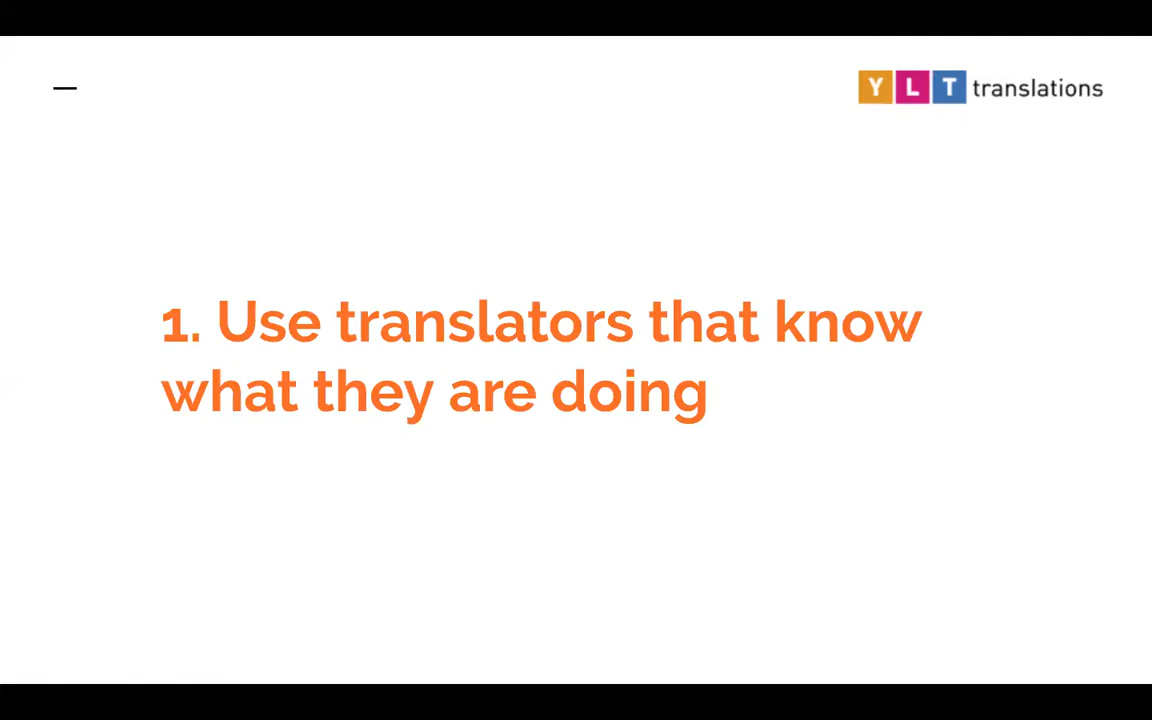 YLT translations
1. Use translators that know
what they are doing